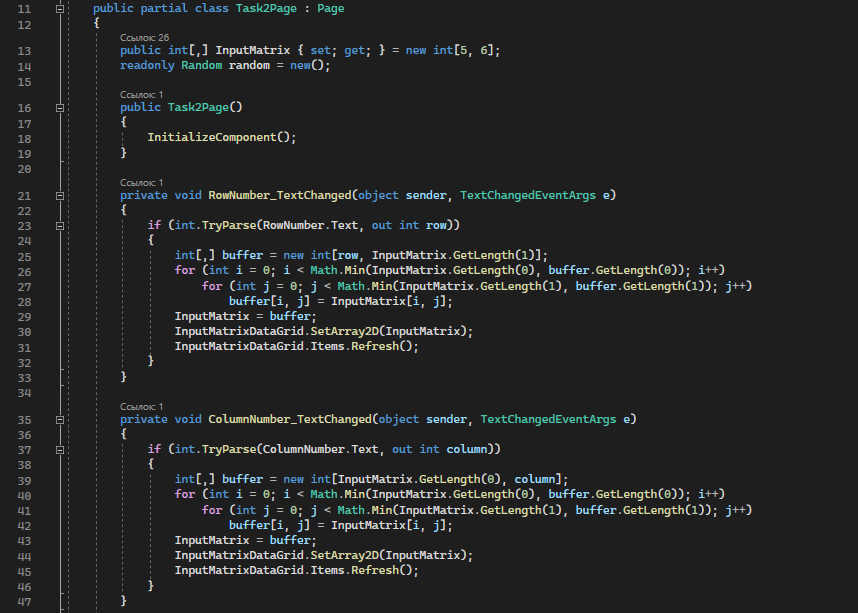 11 public partial class Task2Page : Page
12 {
Ссылок: 26
13 public int[,] InputMatrix { set; get; } = new int[5, 6];
14 readonly Random random = new();
15
Ссылок: 1
16 public Task2Page()
17 {
18 InitializeComponent();
19 }
20
Ссылок: 1
21 private void RowNumber_TextChanged(object sender, TextChangedEventArgs e)
22 {
23 if (int.TryParse(RowNumber.Text, out int row))
24 {
25 int[,] buffer = new int[row, InputMatrix.GetLength(1)];
26 for (int i = 0; i < Math.Min(InputMatrix.GetLength(0), buffer.GetLength(0)); i++)
27 for (int j = 0; j < Math.Min(InputMatrix.GetLength(1), buffer.GetLength(1)); j++)
28 buffer[i, j] = InputMatrix[i, j];
29 InputMatrix = buffer;
30 InputMatrixDataGrid.SetArray2D(InputMatrix);
31 InputMatrixDataGrid.Items.Refresh();
32 }
33 }
34
Ссылок: 1
35 private void ColumnNumber_TextChanged(object sender, TextChangedEventArgs e)
36 {
37 if (int.TryParse(ColumnNumber.Text, out int column))
38 {
39 int[,] buffer = new int[InputMatrix.GetLength(0), column];
40 for (int i = 0; i < Math.Min(InputMatrix.GetLength(0), buffer.GetLength(0)); i++)
41 for (int j = 0; j < Math.Min(InputMatrix.GetLength(1), buffer.GetLength(1)); j++)
42 buffer[i, j] = InputMatrix[i, j];
43 InputMatrix = buffer;
44 InputMatrixDataGrid.SetArray2D(InputMatrix);
45 InputMatrixDataGrid.Items.Refresh();
46 }
47 }